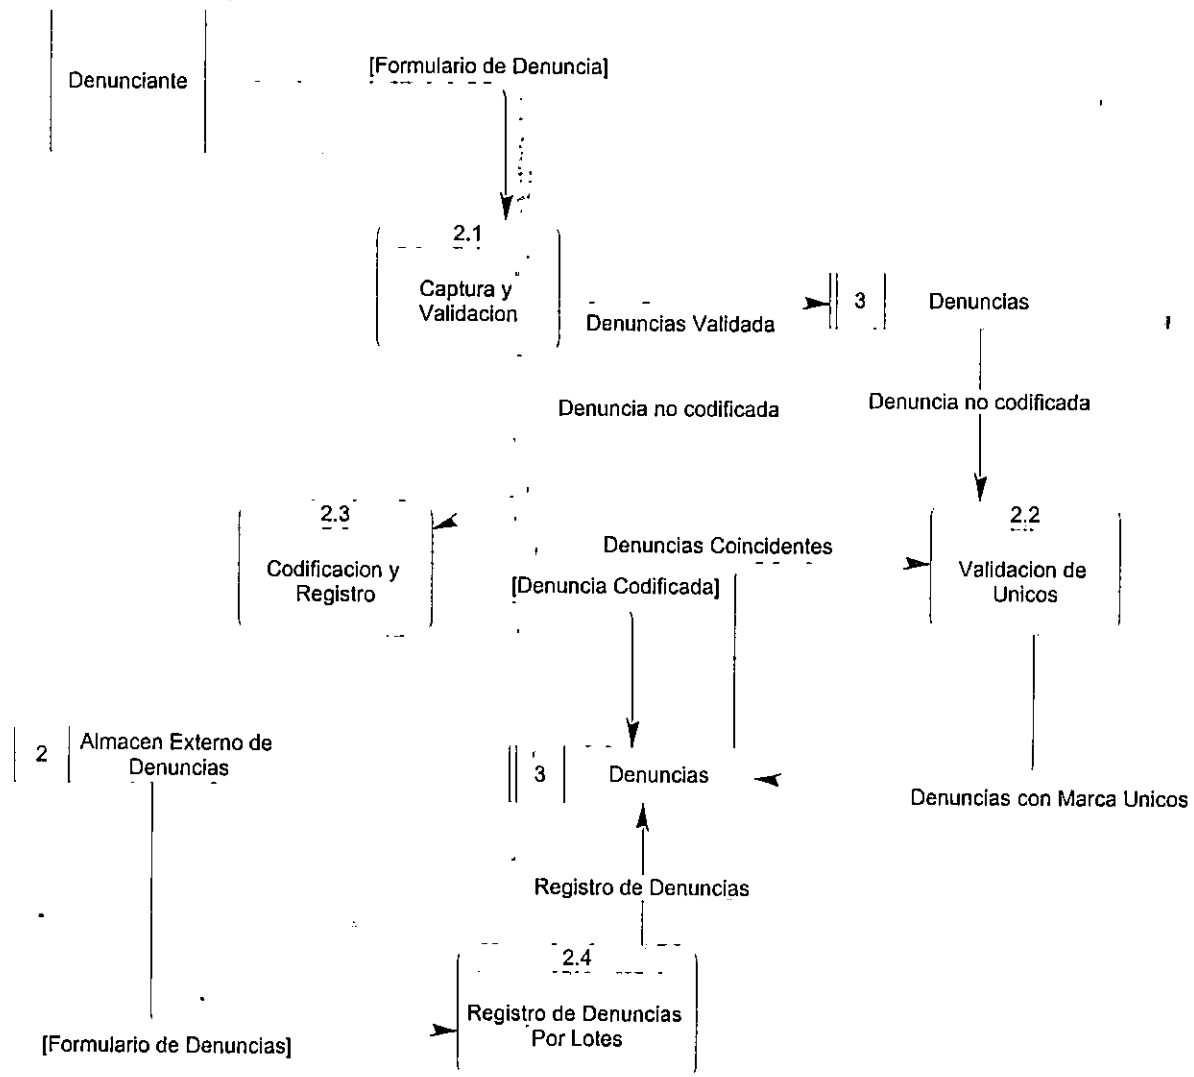 [Formulario de Denuncia]
Denunciante
2.1
Captura y
Validacion
3
Denuncias
Denuncias Validada
Denuncia no codificada
Denuncia no codificada
2.3
Codificacion y
Registro
2.2
Validacion de
Unicos
Denuncias Coincidentes
[Denuncia Codificada]
2
Almacen Externo de
Denuncias
3
Denuncias
Denuncias con Marca Unicos
Registro de Denuncias
2.4
Registro de Denuncias
Por Lotes
[Formulario de Denuncias]